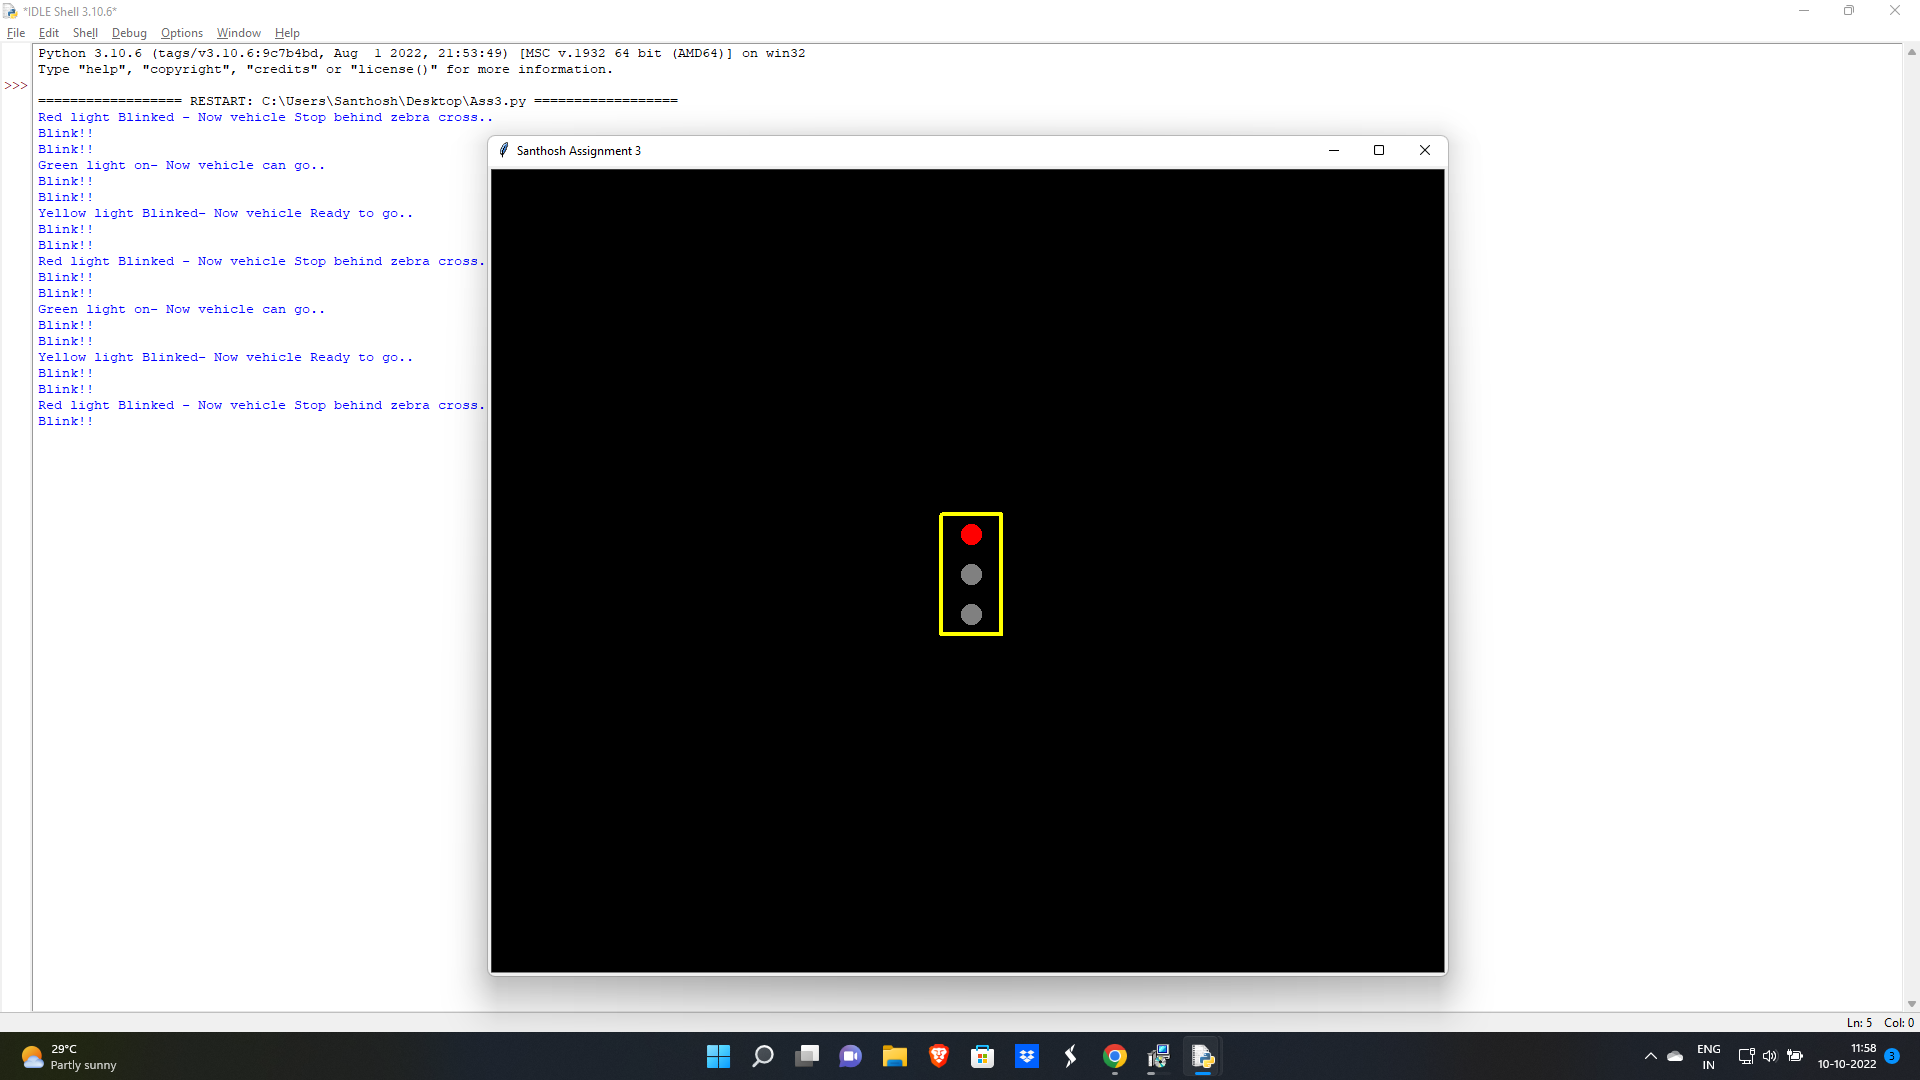 *IDLE Shell 3.10.6*
File Edit Shell Debug Options Window Help
Python 3.10.6 (tags/v3.10.6:9c7b4bd, Aug  1 2022, 21:53:49) [MSC v.1932 64 bit (AMD64)] on win32
Type "help", "copyright", "credits" or "license()" for more information.
>>>
================== RESTART: C:\Users\Santhosh\Desktop\Ass3.py ==================
Red light Blinked - Now vehicle Stop behind zebra cross..
Blink!!
Blink!!
Green light on- Now vehicle can go..
Blink!!
Blink!!
Yellow light Blinked- Now vehicle Ready to go..
Blink!!
Blink!!
Red light Blinked - Now vehicle Stop behind zebra cross.
Blink!!
Blink!!
Green light on- Now vehicle can go..
Blink!!
Blink!!
Yellow light Blinked- Now vehicle Ready to go..
Blink!!
Blink!!
Red light Blinked - Now vehicle Stop behind zebra cross.
Blink!!
Santhosh Assignment 3
Ln: 5 Col: 0
29°C
Partly sunny
ENG
IN
11:58
10-10-2022
3